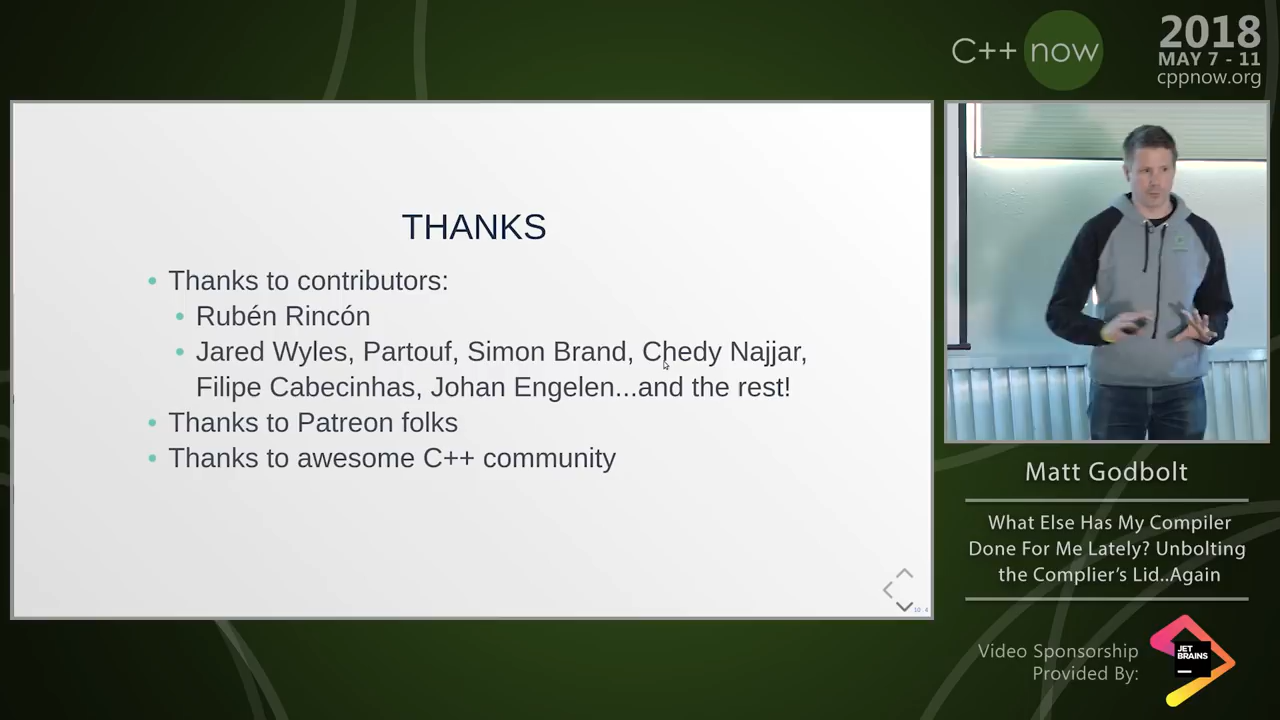 C++ now
2018
MAY 7 - 11
cppnow.org
THANKS
• Thanks to contributors:
• Rubén Rincón
• Jared Wyles, Partouf, Simon Brand, Chedy Najjar,
Filipe Cabecinhas, Johan Engelen...and the rest!
• Thanks to Patreon folks
• Thanks to awesome C++ community
10.4
Matt Godbolt
What Else Has My Compiler
Done For Me Lately? Unbolting
the Complier's Lid..Again
Video Sponsorship
Provided By:
JET
BRAINS